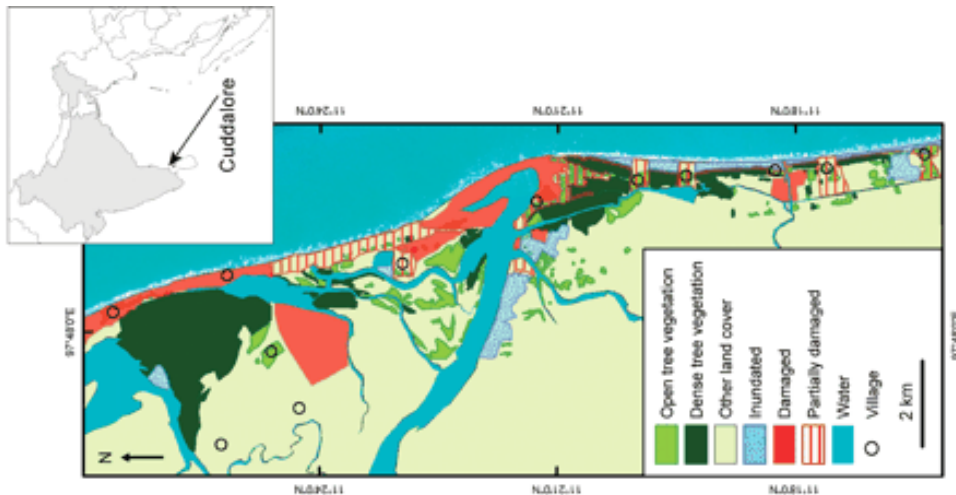 Cuddalore
97°48'0"E
97°48'0"E
11°24'0"N
11°24'0"N
11°21'0"N
11°21'0"N
11°18'0"N
11°18'0"N
N
Open tree vegetation
Dense tree vegetation
Other land cover
Inundated
Damaged
Partially damaged
Water
Village
2 km